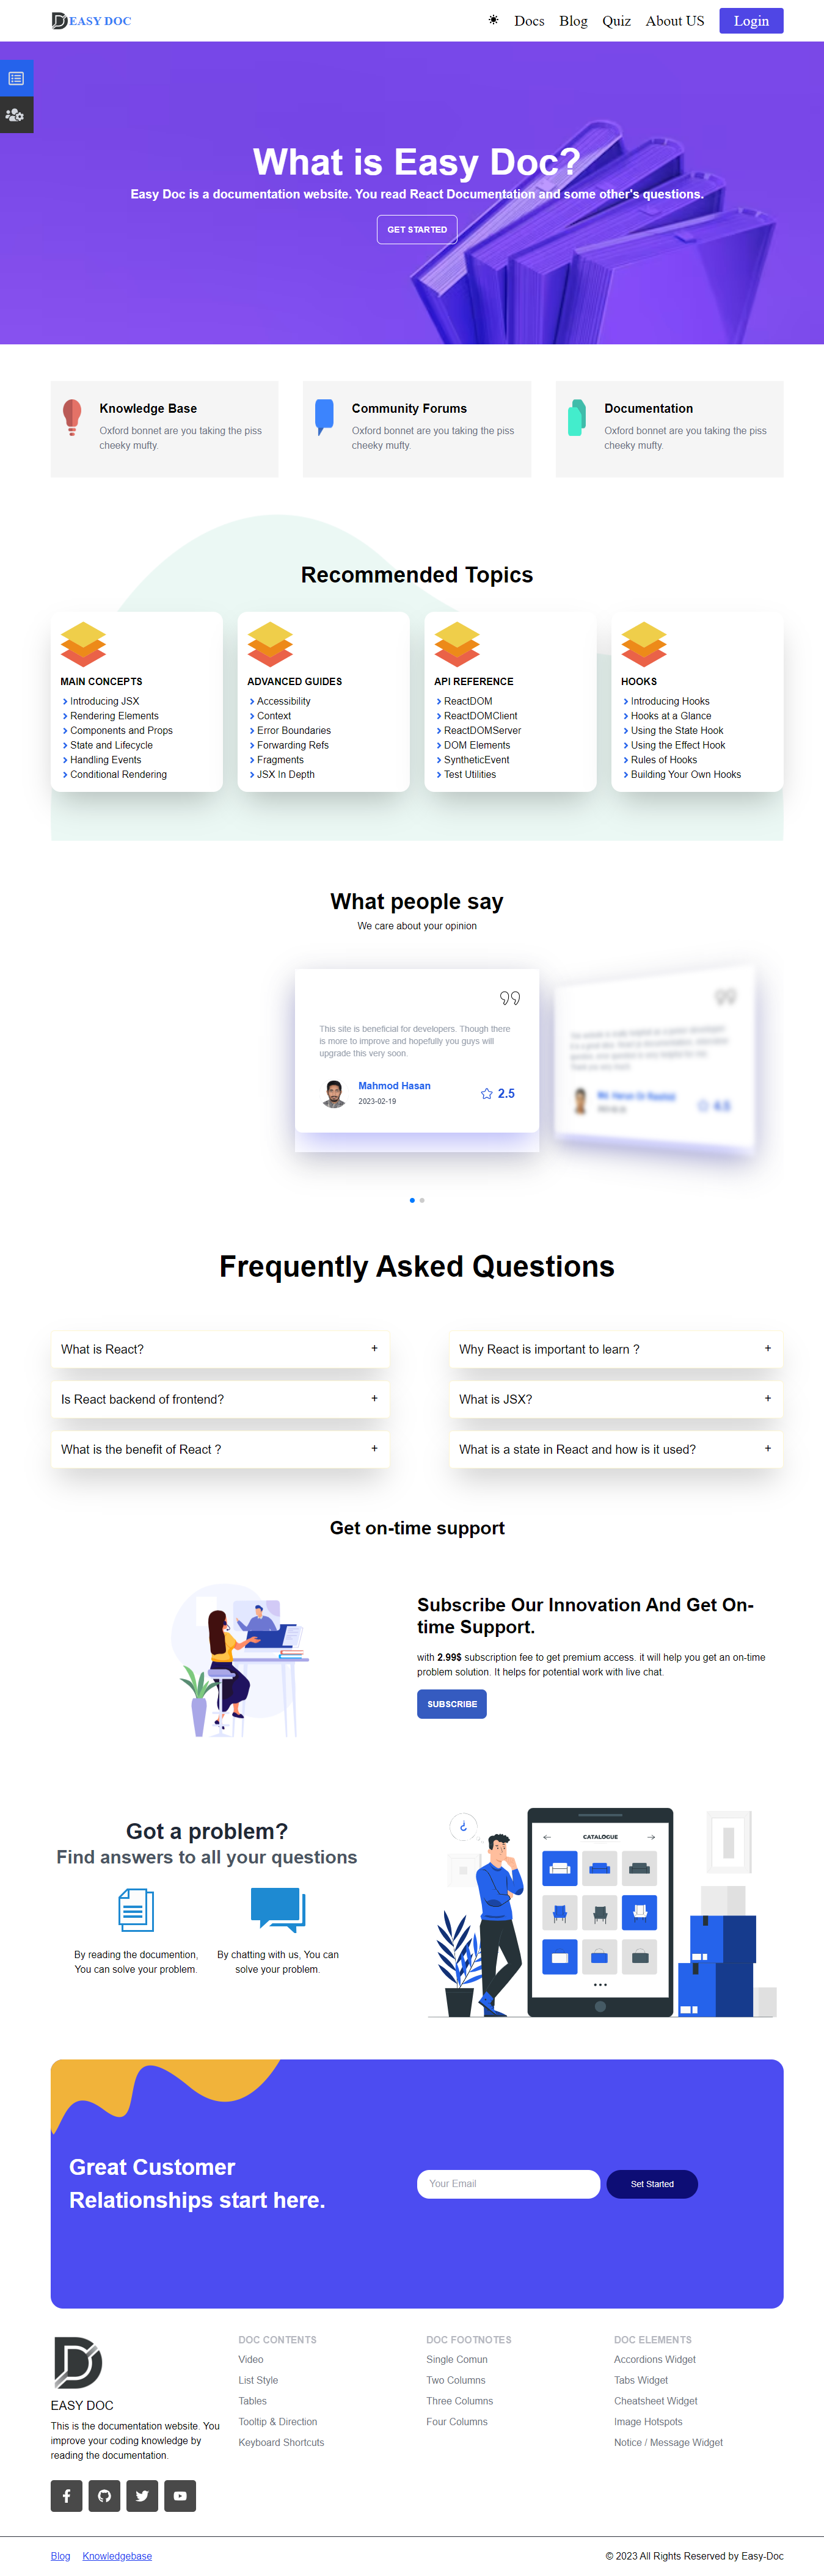 EASY DOC
Docs Blog Quiz About US Login
What is Easy Doc?
Easy Doc is a documentation website. You read React Documentation and some other's questions.
GET STARTED
Knowledge Base
Oxford bonnet are you taking the piss
cheeky mufty.
Community Forums
Oxford bonnet are you taking the piss
cheeky mufty.
Documentation
Oxford bonnet are you taking the piss
cheeky mufty.
Recommended Topics
MAIN CONCEPTS
Introducing JSX
Rendering Elements
Components and Props
State and Lifecycle
Handling Events
Conditional Rendering
ADVANCED GUIDES
Accessibility
Context
Error Boundaries
Forwarding Refs
Fragments
JSX In Depth
API REFERENCE
ReactDOM
ReactDOMClient
ReactDOMServer
DOM Elements
SyntheticEvent
Test Utilities
HOOKS
Introducing Hooks
Hooks at a Glance
Using the State Hook
Using the Effect Hook
Rules of Hooks
Building Your Own Hooks
What people say
We care about your opinion
This site is beneficial for developers. Though there
is more to improve and hopefully you guys will
upgrade this very soon.
Mahmod Hasan
2023-02-19
2.5
4.5
Frequently Asked Questions
What is React? +
Is React backend of frontend? +
What is the benefit of React ? +
Why React is important to learn ? +
What is JSX? +
What is a state in React and how is it used? +
Get on-time support
Subscribe Our Innovation And Get On-
time Support.
with 2.99$ subscription fee to get premium access. it will help you get an on-time
problem solution. It helps for potential work with live chat.
SUBSCRIBE
Got a problem?
Find answers to all your questions
By reading the documention,
You can solve your problem.
By chatting with us, You can
solve your problem.
CATALOGUE
Great Customer
Relationships start here.
Your Email
Set Started
EASY DOC
This is the documentation website. You
improve your coding knowledge by
reading the documentation.
DOC CONTENTS
Video
List Style
Tables
Tooltip & Direction
Keyboard Shortcuts
DOC FOOTNOTES
Single Comun
Two Columns
Three Columns
Four Columns
DOC ELEMENTS
Accordions Widget
Tabs Widget
Cheatsheet Widget
Image Hotspots
Notice / Message Widget
Blog Knowledgebase
© 2023 All Rights Reserved by Easy-Doc